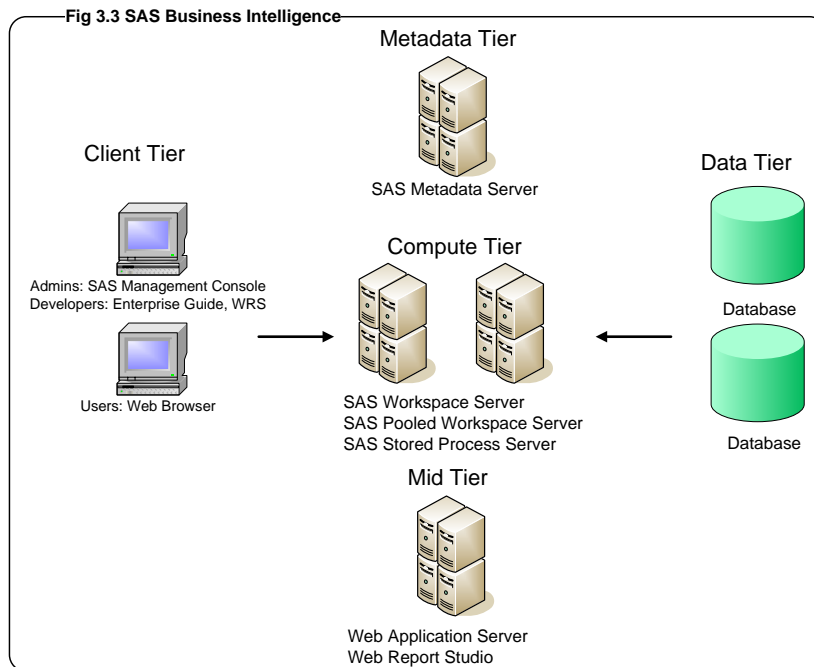 Fig 3.3 SAS Business Intelligence
Metadata Tier
SAS Metadata Server
Client Tier
Admins: SAS Management Console
Developers: Enterprise Guide, WRS
Users: Web Browser
Compute Tier
SAS Workspace Server
SAS Pooled Workspace Server
SAS Stored Process Server
Data Tier
Database
Database
Mid Tier
Web Application Server
Web Report Studio